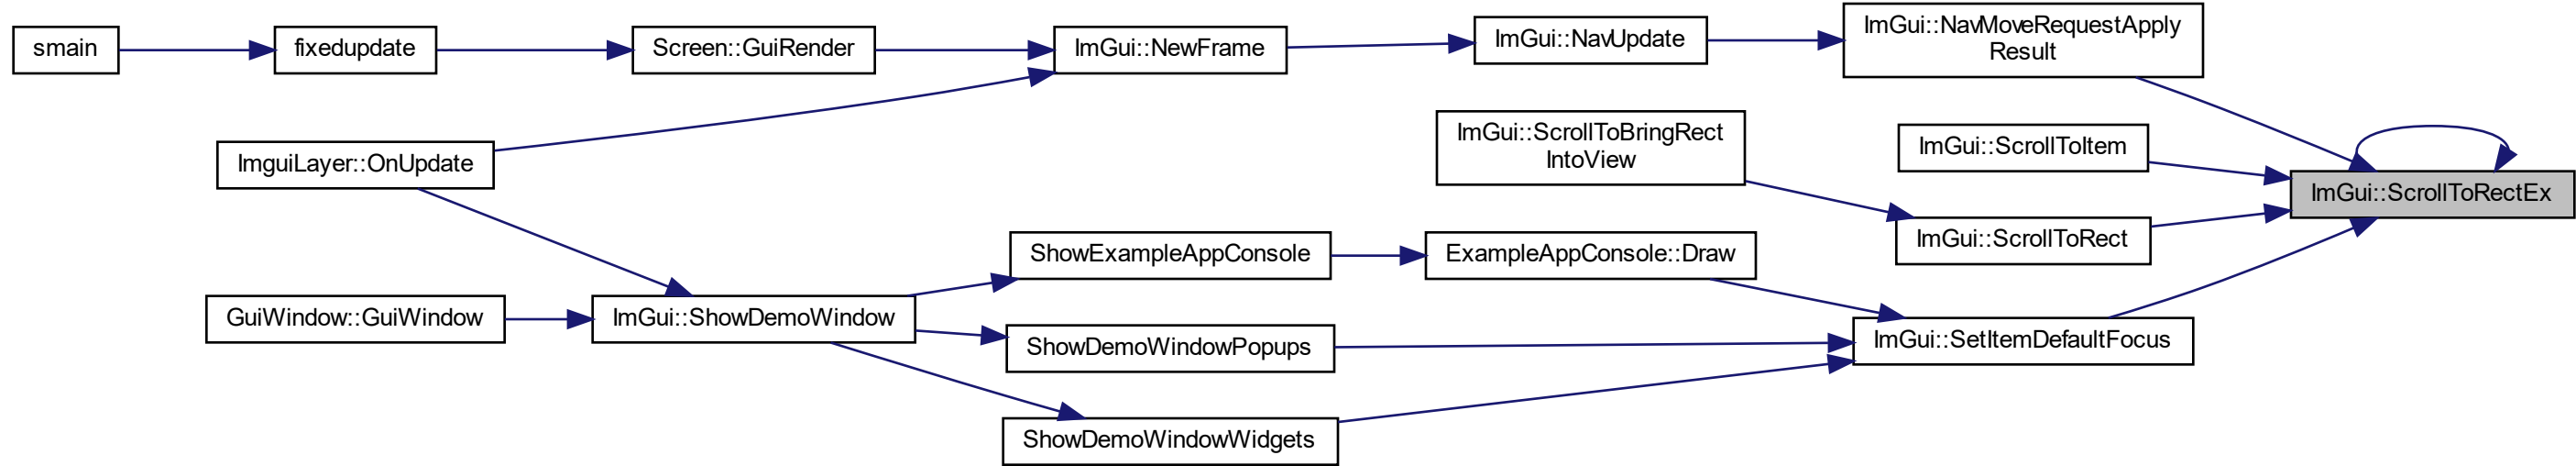 smain
fixedupdate
Screen::GuiRender
ImGui::NewFrame
ImGui::NavUpdate
ImGui::NavMoveRequestApply
Result
ImguiLayer::OnUpdate
ImGui::ScrollToBringRect
IntoView
ImGui::ScrollToItem
ImGui::ScrollToRectEx
ImGui::ScrollToRect
ShowExampleAppConsole
ExampleAppConsole::Draw
GuiWindow::GuiWindow
ImGui::ShowDemoWindow
ShowDemoWindowPopups
ImGui::SetItemDefaultFocus
ShowDemoWindowWidgets